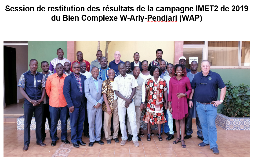 Session de restitution des résultats de la campagne IMET2 de 2019
du Bien Complexe W-Arly-Pendjari (WAP)